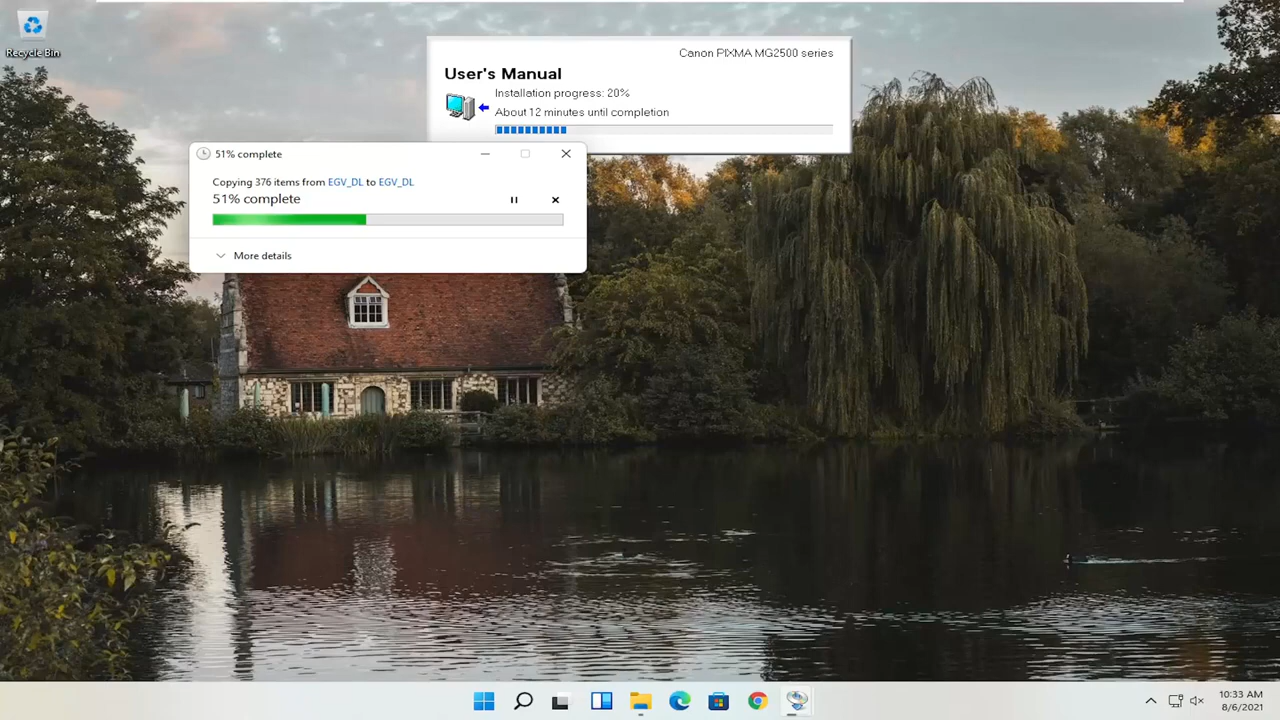 Recycle Bin
Canon PIXMA MG2500 series
User's Manual
Installation progress: 20%
About 12 minutes until completion
51% complete
Copying 376 items from EGV_DL to EGV_DL
51% complete
More details
10:33 AM
8/6/2021